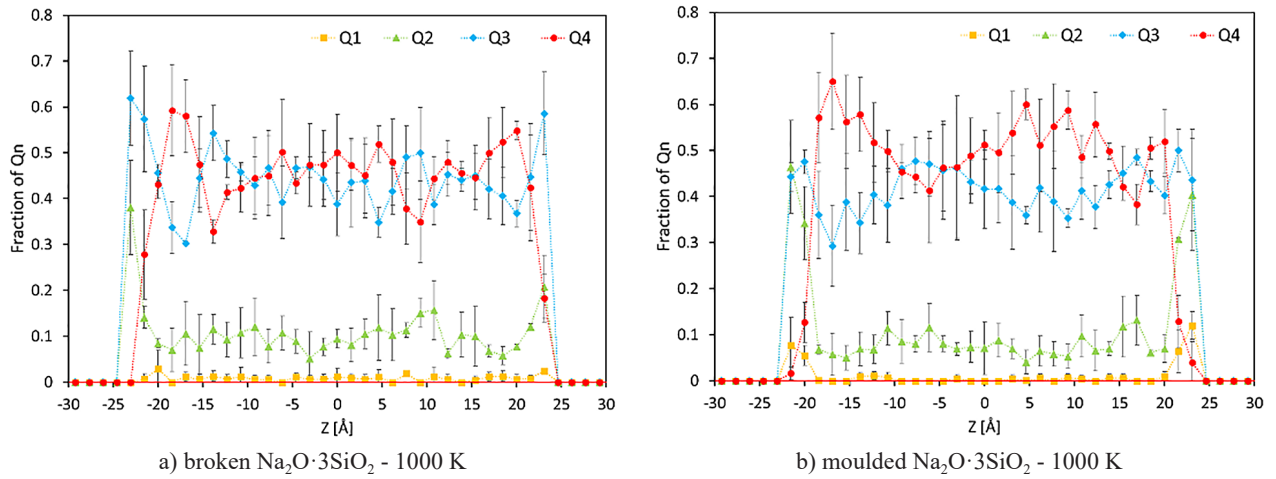 0.8
Q1 Q2 Q3 Q4
0.7
0.6
0.5
0.4
0.3
0.2
0.1
0
-30 -25 -20 -15 -10 -5 0 5 10 15 20 25 30
Fraction of Qn
Z [Å]
a) broken Na₂O·3SiO₂ - 1000 K
0.8
Q1 Q2 Q3 Q4
0.7
0.6
0.5
0.4
0.3
0.2
0.1
0
-30 -25 -20 -15 -10 -5 0 5 10 15 20 25 30
Fraction of Qn
Z [Å]
b) moulded Na₂O·3SiO₂ - 1000 K